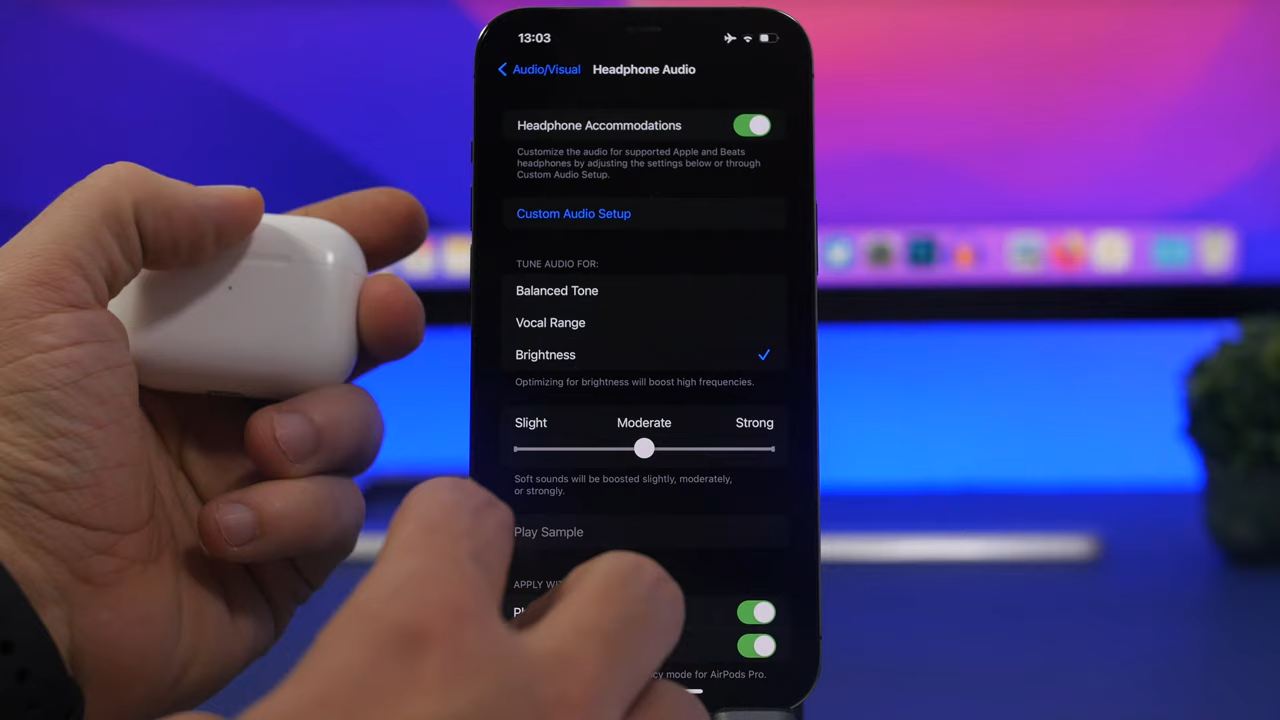 13:03
Audio/Visual Headphone Audio
Headphone Accommodations
Customize the audio for supported Apple and Beats
headphones by adjusting the settings below or through
Custom Audio Setup.
Custom Audio Setup
TUNE AUDIO FOR:
Balanced Tone
Vocal Range
Brightness
Optimizing for brightness will boost high frequencies.
Slight Moderate Strong
Soft sounds will be boosted slightly, moderately,
or strongly.
Play Sample
APPLY
mode for AirPods Pro.